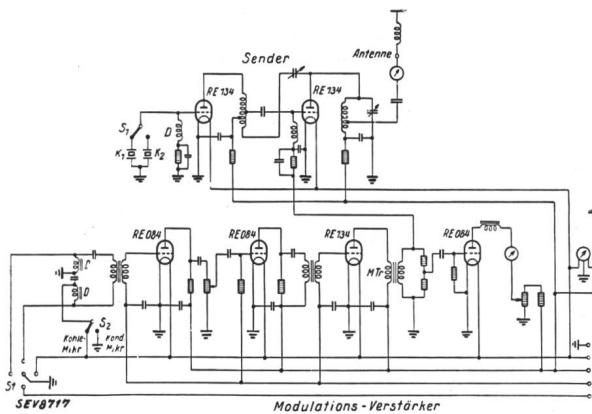 Sender
Antenne
RE 134
RE 134
S1
D
K1
K2
RE 084
RE 084
RE 134
RE 084
D
MTr
S2
Kohle-
Mikr
Kond.
Mikr
S1
SEV8717
Modulations-Verstärker